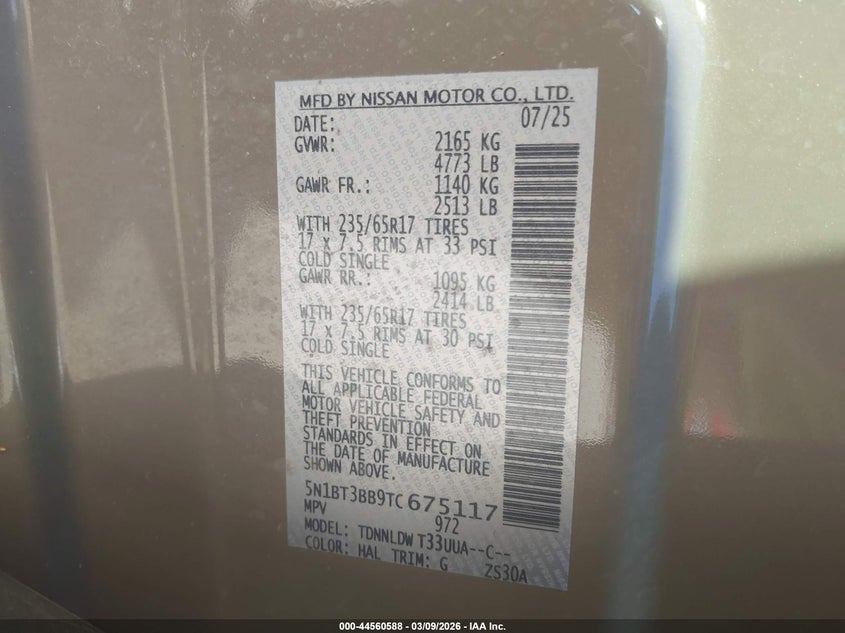 MFD BY NISSAN MOTOR CO., LTD.
DATE: 07/25
GVWR: 2165 KG
4773 LB
GAWR FR.: 1140 KG
2513 LB
WITH 235/65R17 TIRES
17 x 7.5 RIMS AT 33 PSI
COLD SINGLE
GAWR RR.: 1095 KG
2414 LB
WITH 235/65R17 TIRES
17 x 7.5 RIMS AT 30 PSI
COLD SINGLE
THIS VEHICLE CONFORMS TO
ALL APPLICABLE FEDERAL
MOTOR VEHICLE SAFETY AND
THEFT PREVENTION
STANDARDS IN EFFECT ON
THE DATE OF MANUFACTURE
SHOWN ABOVE.
5N1BT3BB9TC675117
MPV 972
MODEL: TDNNLDW T33UUA--C--
COLOR: HAL TRIM: G ZS30A
000-44560588 - 03/09/2026 - IAA Inc.